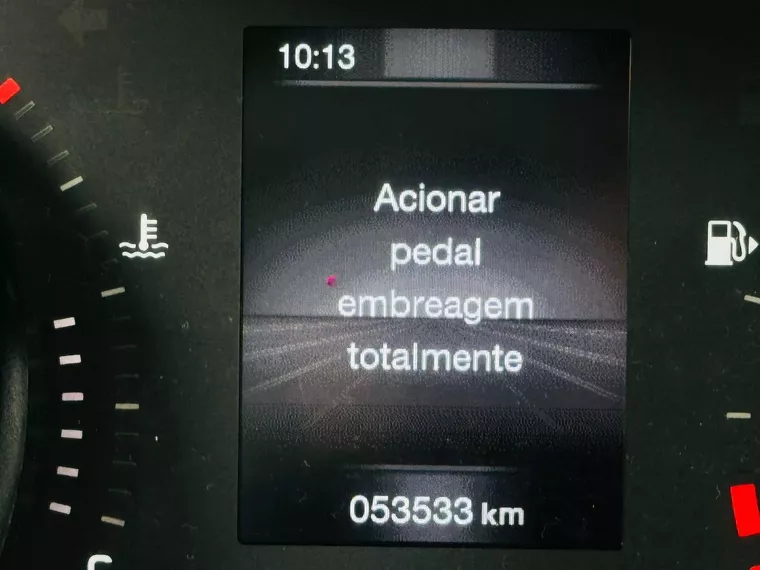 10:13
Acionar
pedal
embreagem
totalmente
053533 km
C